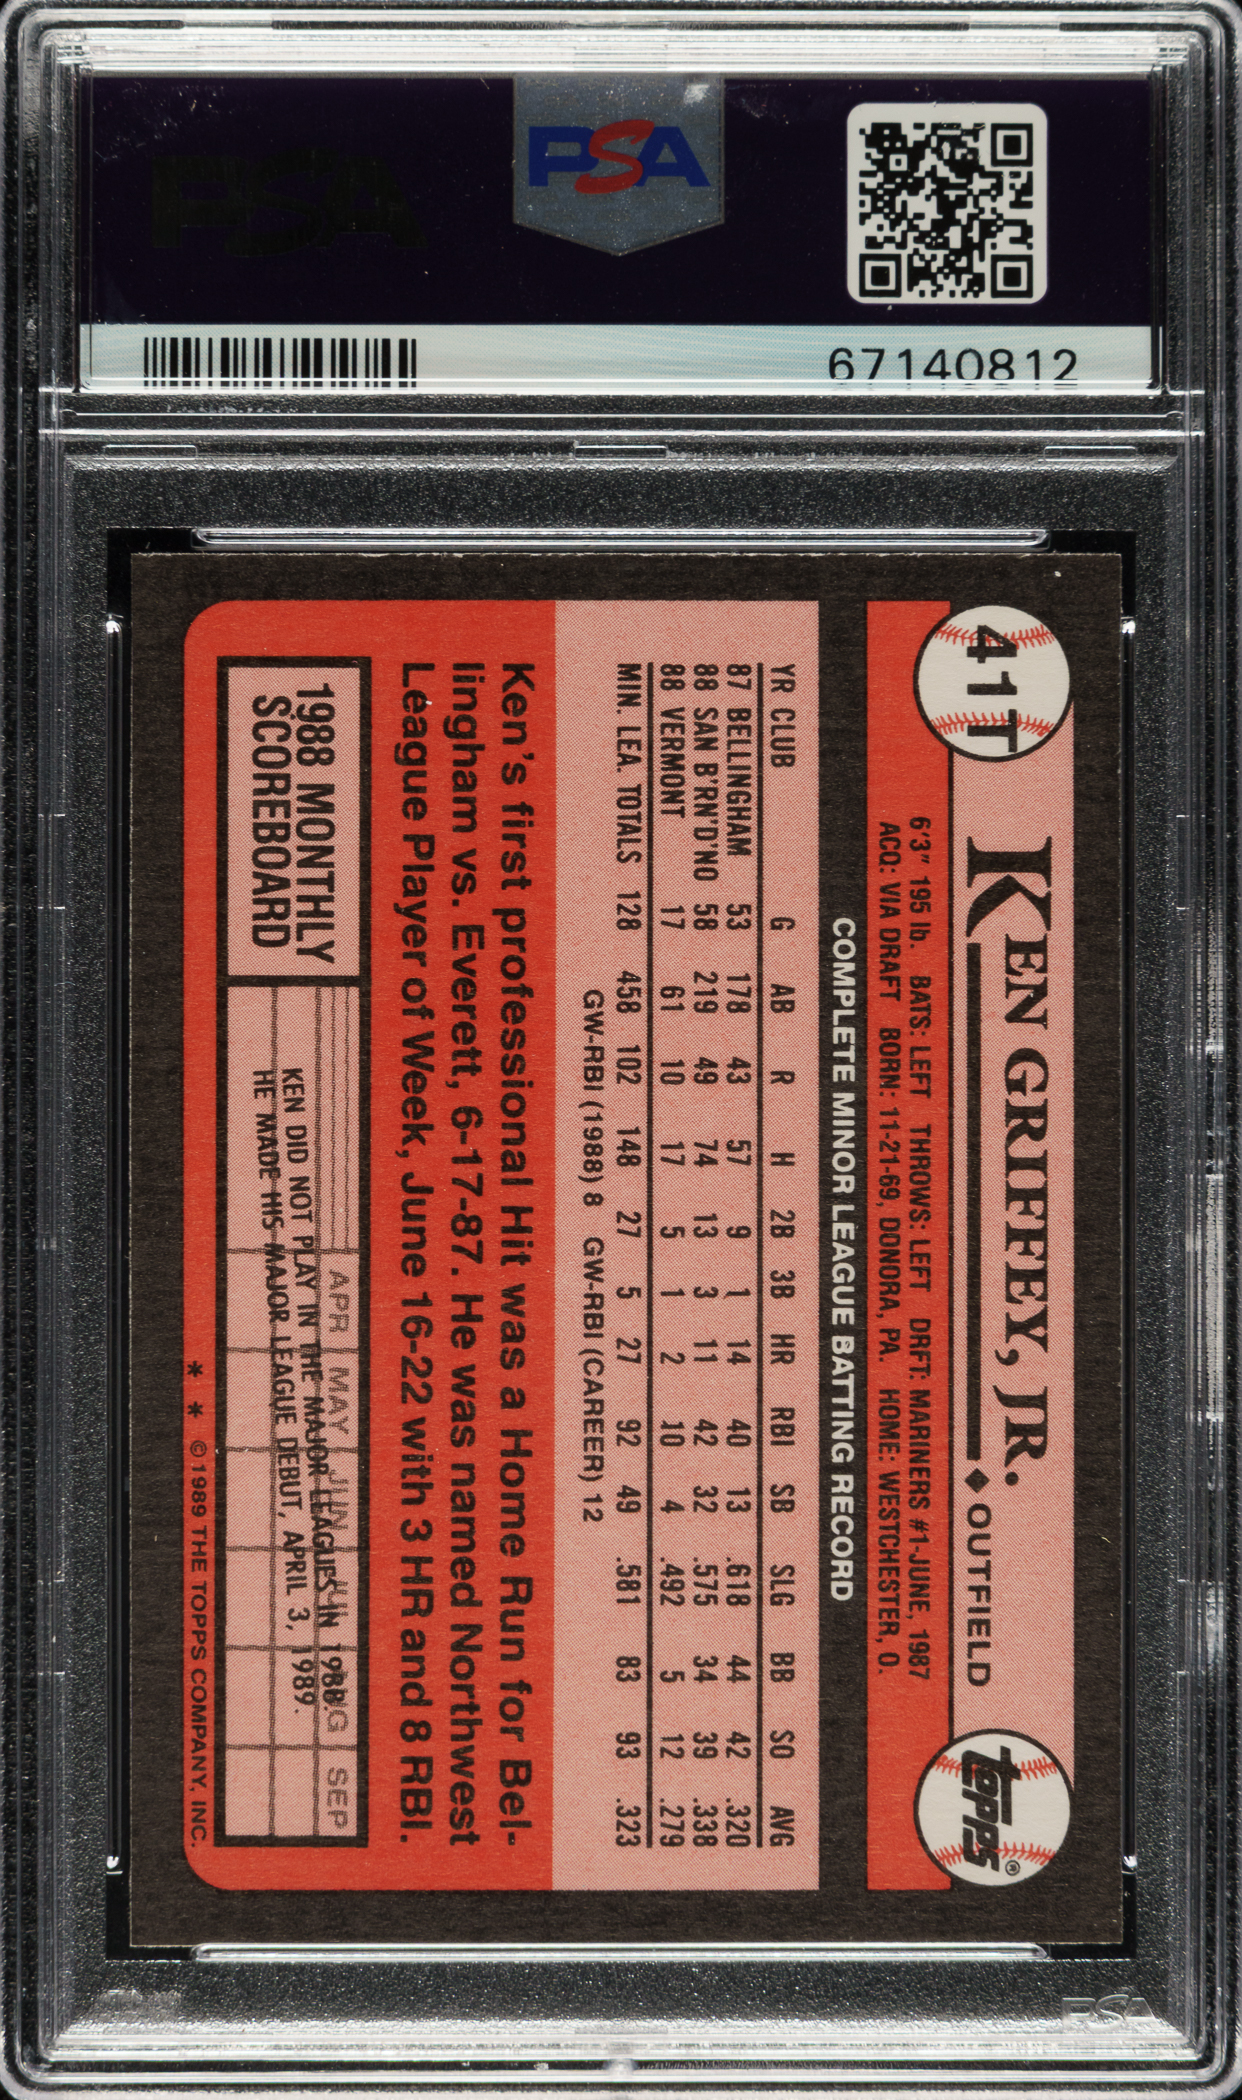 PSA
PSA
67140812
41T
KEN GRIFFEY, JR. ◆ OUTFIELD
topps®
6'3" 195 lb. BATS: LEFT THROWS: LEFT DRFT: MARINERS #1-JUNE, 1987
ACQ: VIA DRAFT BORN: 11-21-69, DONORA, PA. HOME: WESTCHESTER, O.
COMPLETE MINOR LEAGUE BATTING RECORD
YR CLUB G AB R H 2B 3B HR RBI SB SLG BB SO AVG
87 BELLINGHAM 53 178 43 57 9 1 14 40 13 .618 44 42 .320
88 SAN B'RN'D'NO 58 219 49 74 13 3 11 42 32 .575 34 39 .338
88 VERMONT 17 61 10 17 5 1 2 10 4 .492 5 12 .279
MIN. LEA. TOTALS 128 458 102 148 27 5 27 92 49 .581 83 93 .323
GW-RBI (1988) 8 GW-RBI (CAREER) 12
Ken's first professional Hit was a Home Run for Bel-
lingham vs. Everett, 6-17-87. He was named Northwest
League Player of Week, June 16-22 with 3 HR and 8 RBI.
1988 MONTHLY
SCOREBOARD
APR MAY JUN JUL AUG SEP
KEN DID NOT PLAY IN THE MAJOR LEAGUES IN 1988.
HE MADE HIS MAJOR LEAGUE DEBUT, APRIL 3, 1989.
* * ©1989 THE TOPPS COMPANY, INC.
PSA